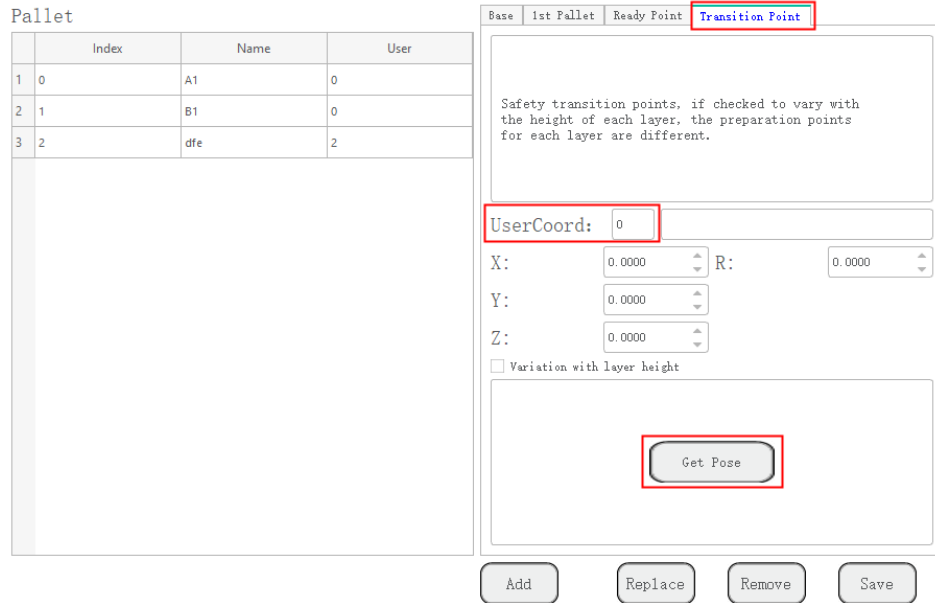 Pallet
Index Name User
1 0 A1 0
2 1 B1 0
3 2 dfe 2
Base 1st Pallet Ready Point Transition Point
Safety transition points, if checked to vary with
the height of each layer, the preparation points
for each layer are different.
UserCoord: 0
X: 0.0000 R: 0.0000
Y: 0.0000
Z: 0.0000
Variation with layer height
Get Pose
Add Replace Remove Save